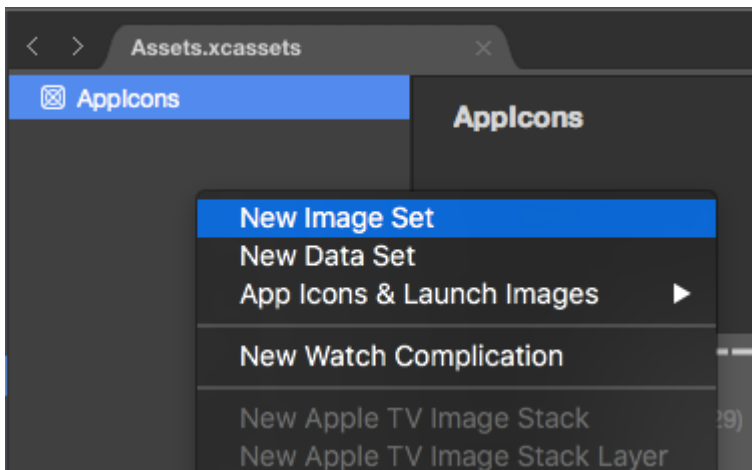 Assets.xcassets
AppIcons
AppIcons
New Image Set
New Data Set
App Icons & Launch Images
New Watch Complication
New Apple TV Image Stack
29)
New Apple TV Image Stack Layer